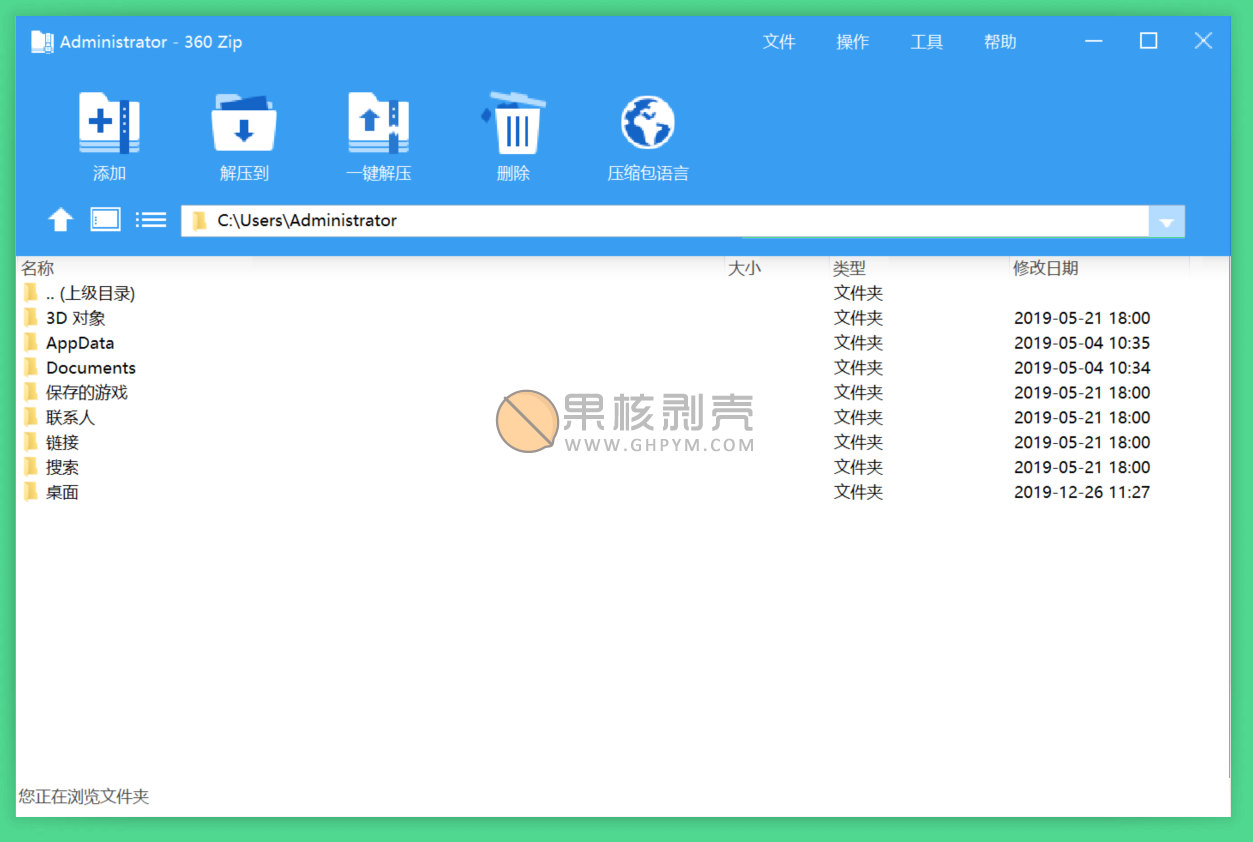 Administrator - 360 Zip 文件 操作 工具 帮助
添加 解压到 一键解压 删除 压缩包语言
C:\Users\Administrator
名称 大小 类型 修改日期
.. (上级目录) 文件夹
3D 对象 文件夹 2019-05-21 18:00
AppData 文件夹 2019-05-04 10:35
Documents 文件夹 2019-05-04 10:34
保存的游戏 文件夹 2019-05-21 18:00
联系人 文件夹 2019-05-21 18:00
链接 文件夹 2019-05-21 18:00
搜索 文件夹 2019-05-21 18:00
桌面 文件夹 2019-12-26 11:27
果核剥壳
WWW.GHPYM.COM
您正在浏览文件夹